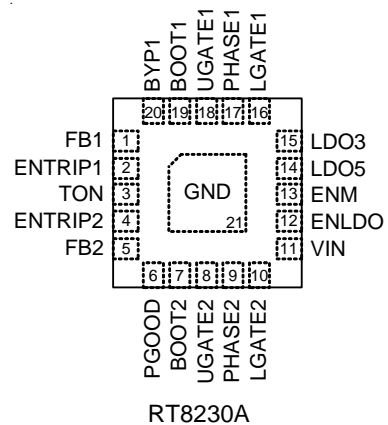 BYP1
BOOT1
UGATE1
PHASE1
LGATE1
20 19 18 17 16
FB1 1 15 LDO3
ENTRIP1 2 14 LDO5
TON 3 GND 13 ENM
ENTRIP2 4 21 12 ENLDO
FB2 5 11 VIN
6 7 8 9 10
PGOOD
BOOT2
UGATE2
PHASE2
LGATE2
RT8230A